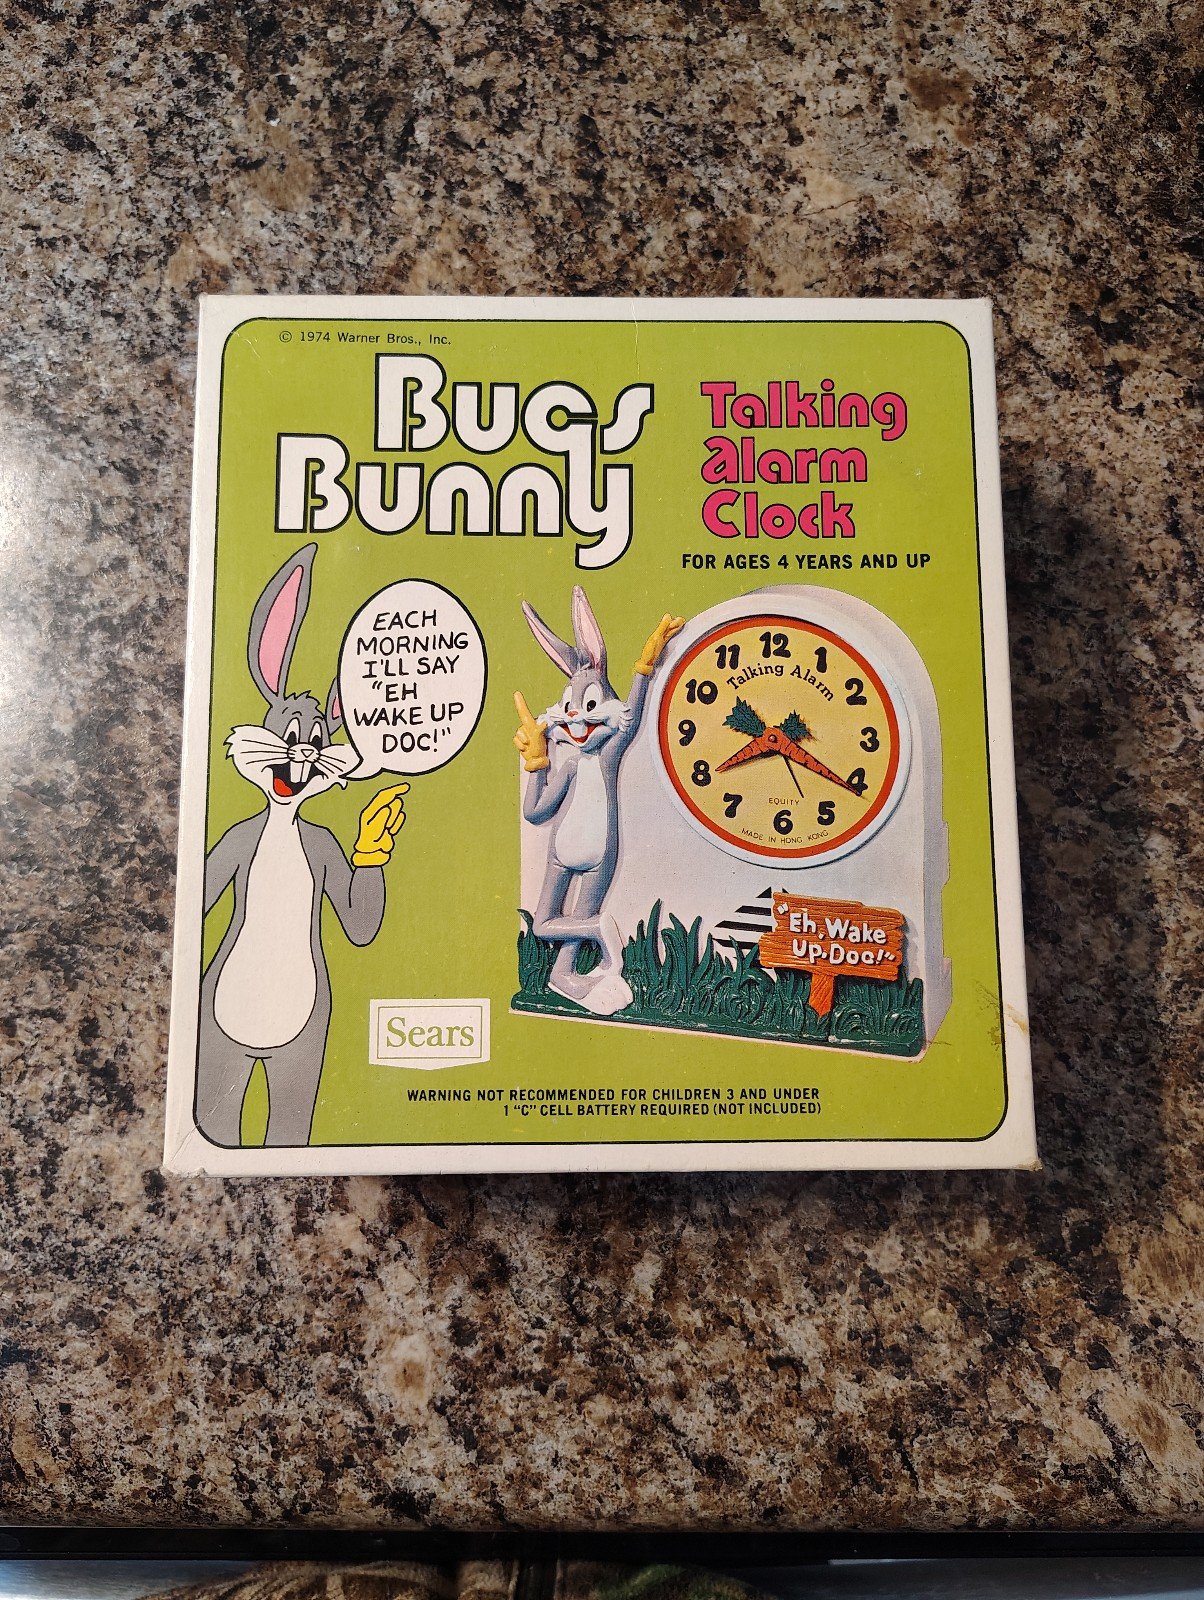 © 1974 Warner Bros., Inc.
Bugs
Bunny
Talking
Alarm
Clock
FOR AGES 4 YEARS AND UP
EACH
MORNING
I'LL SAY
"EH
WAKE UP
DOC!"
12
1
2
3
4
5
6
7
8
9
10
11
Talking Alarm
EQUITY
MADE IN HONG KONG
"Eh, Wake
up, Doc!"
Sears
WARNING NOT RECOMMENDED FOR CHILDREN 3 AND UNDER
1 "C" CELL BATTERY REQUIRED (NOT INCLUDED)